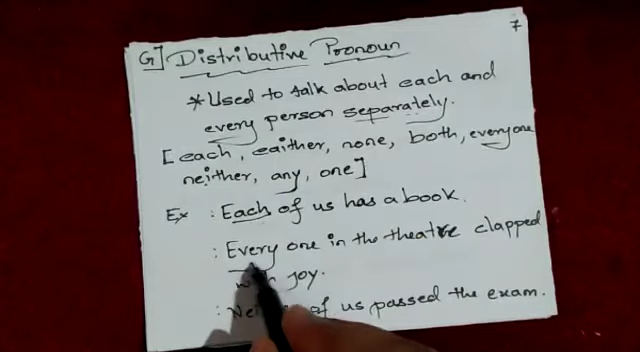 7
G] Distributive Pronoun
* Used to talk about each and
every person separately.
[each, eaither, none, both, everyone
neither, any, one]
Ex : Each of us has a book.
: Every one in the theatre clapped
joy.
: of us passed the exam.